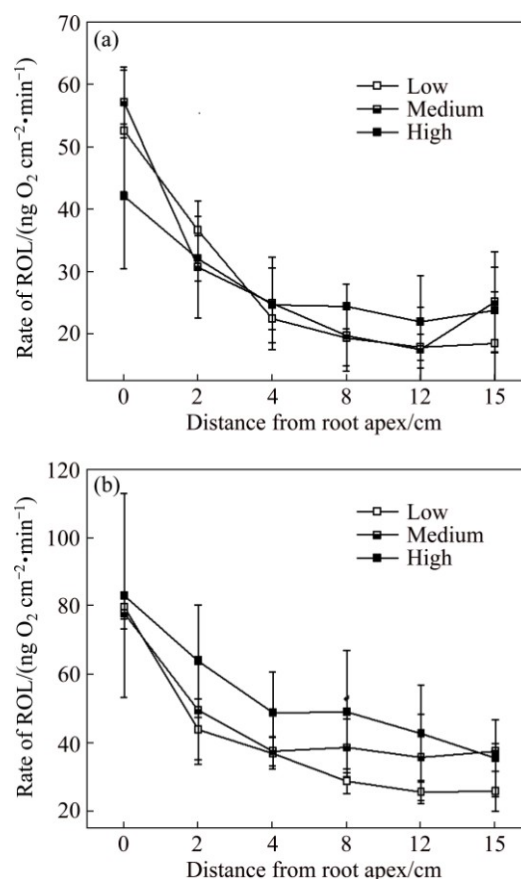 (a)
Low
Medium
High
70
60
50
40
30
20
Rate of ROL/(ng O₂ cm⁻²•min⁻¹)
0 2 4 8 12 15
Distance from root apex/cm
(b)
Low
Medium
High
120
100
80
60
40
20
Rate of ROL/(ng O₂ cm⁻²•min⁻¹)
0 2 4 8 12 15
Distance from root apex/cm